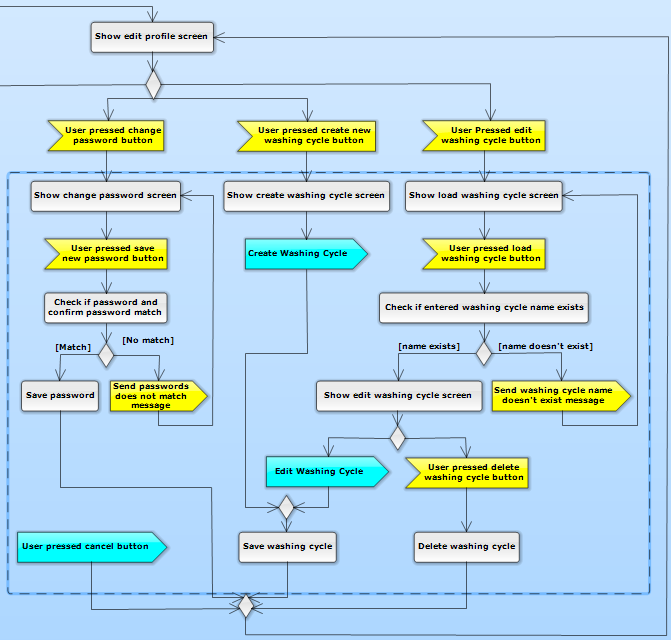 Show edit profile screen
User pressed change
password button
User pressed create new
washing cycle button
User Pressed edit
washing cycle button
Show change password screen
Show create washing cycle screen
Show load washing cycle screen
User pressed save
new password button
Create Washing Cycle
User pressed load
washing cycle button
Check if password and
confirm password match
Check if entered washing cycle name exists
[Match]
[No match]
[name exists]
[name doesn't exist]
Save password
Send passwords
does not match
message
Show edit washing cycle screen
Send washing cycle name
doesn't exist message
Edit Washing Cycle
User pressed delete
washing cycle button
User pressed cancel button
Save washing cycle
Delete washing cycle